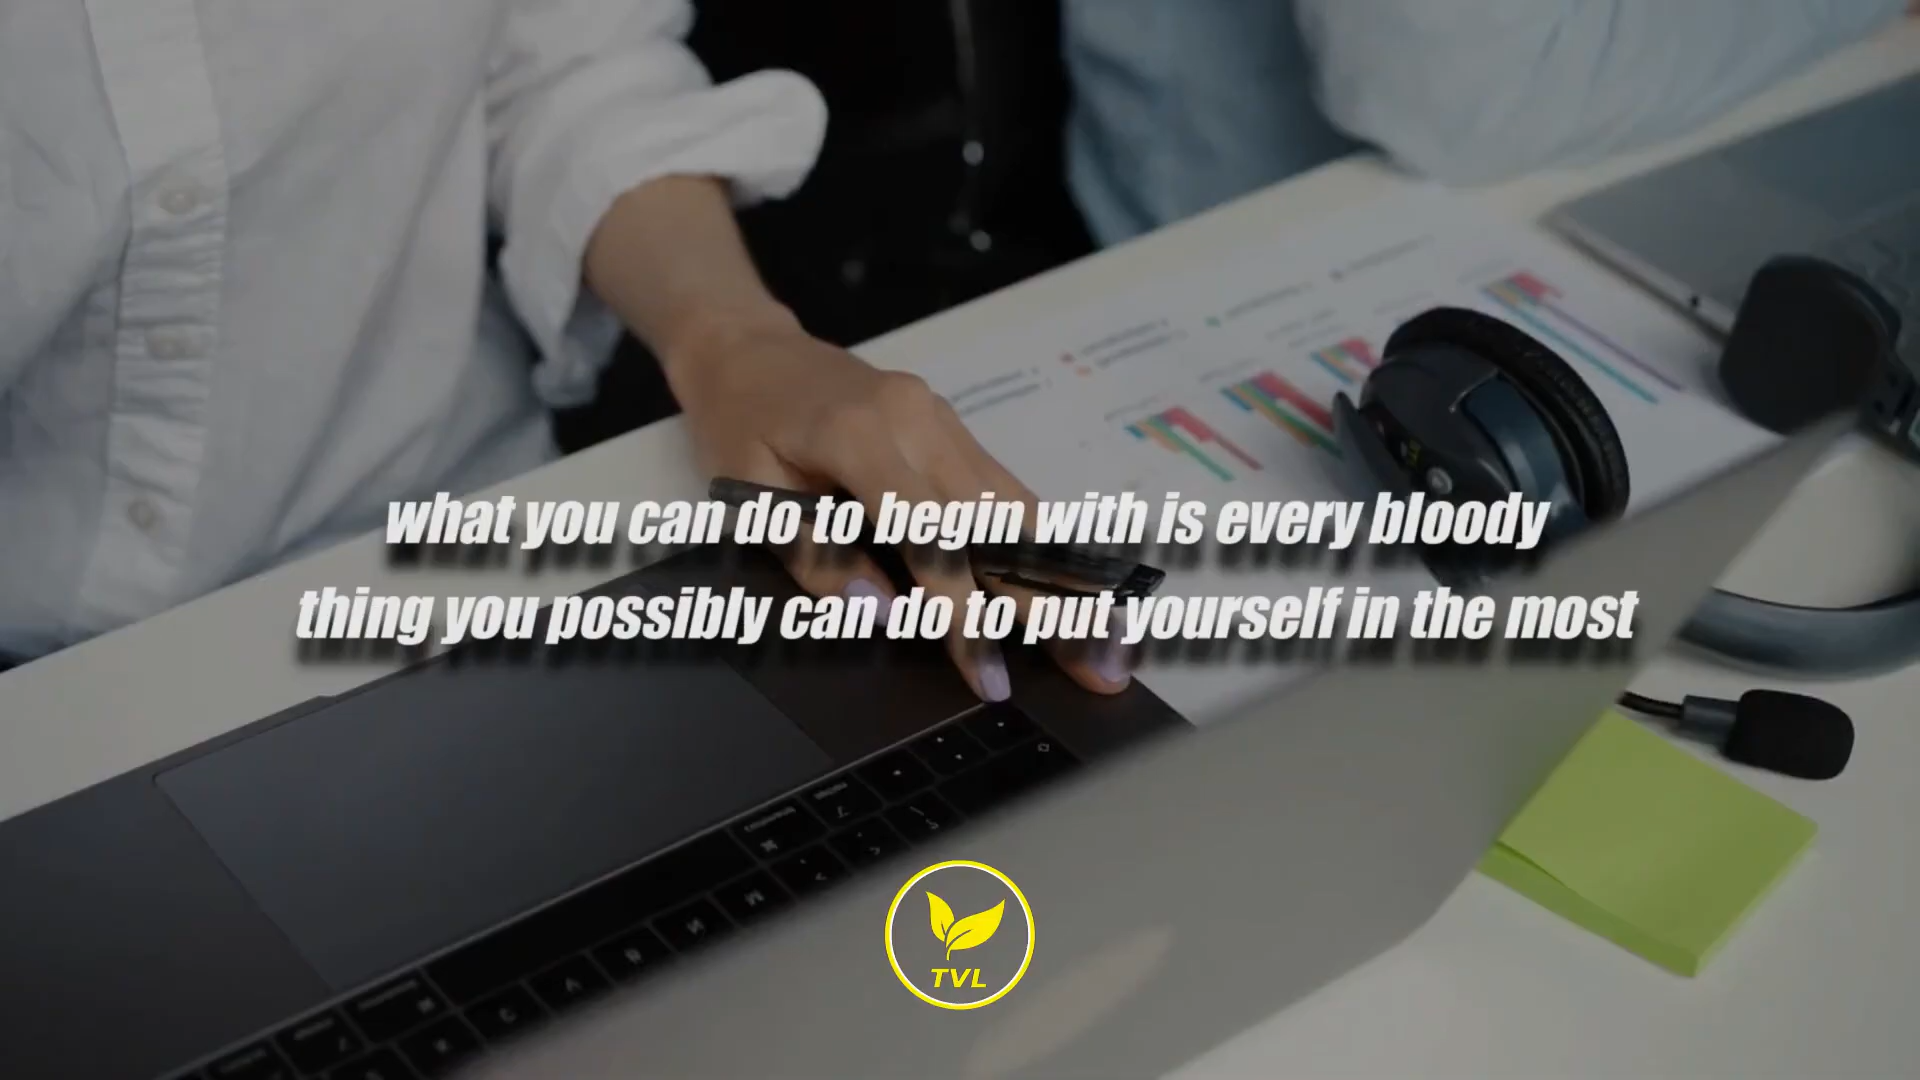 what you can do to begin with is every bloody
thing you possibly can do to put yourself in the most
TVL